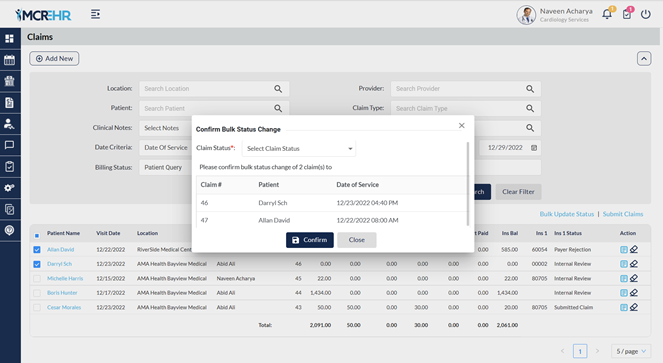 MCREHR
Naveen Acharya
Cardiology Services
1
1
Claims
Add New
Location:
Search Location
Provider:
Search Provider
Patient:
Search Patient
Claim Type:
Search Claim Type
Clinical Notes:
Select Notes
Date Criteria:
Date Of Service
12/29/2022
Billing Status:
Patient Query
Clear Filter
Confirm Bulk Status Change
Claim Status*:
Select Claim Status
Please confirm bulk status change of 2 claim(s) to
Claim # Patient Date of Service
46 Darryl Sch 12/23/2022 04:40 PM
47 Allan David 12/22/2022 08:00 AM
Confirm
Close
Bulk Update Status | Submit Claims
Patient Name Visit Date Location Paid Ins Bal Ins 1 Ins 1 Status Action
Allan David 12/22/2022 RiverSide Medical Cent 585.00 60054 Payer Rejection
Darryl Sch 12/23/2022 AMA Health Bayview Medical Abid Ali 46 0.00 0.00 0.00 0.00 0.00 0.00 00002 Internal Review
Michelle Harris 12/15/2022 AMA Health Bayview Medical Naveen Acharya 45 22.00 0.00 0.00 0.00 0.00 22.00 80705 Internal Review
Boris Hunter 12/17/2022 AMA Health Bayview Medical Abid Ali 44 1,434.00 0.00 0.00 0.00 0.00 1,434.00 Internal Review
Cesar Morales 12/23/2022 AMA Health Bayview Medical Abid Ali 43 50.00 50.00 0.00 30.00 0.00 20.00 80705 Submitted Claim
Total: 2,091.00 50.00 0.00 30.00 0.00 0.00 2,061.00
1
5 / page